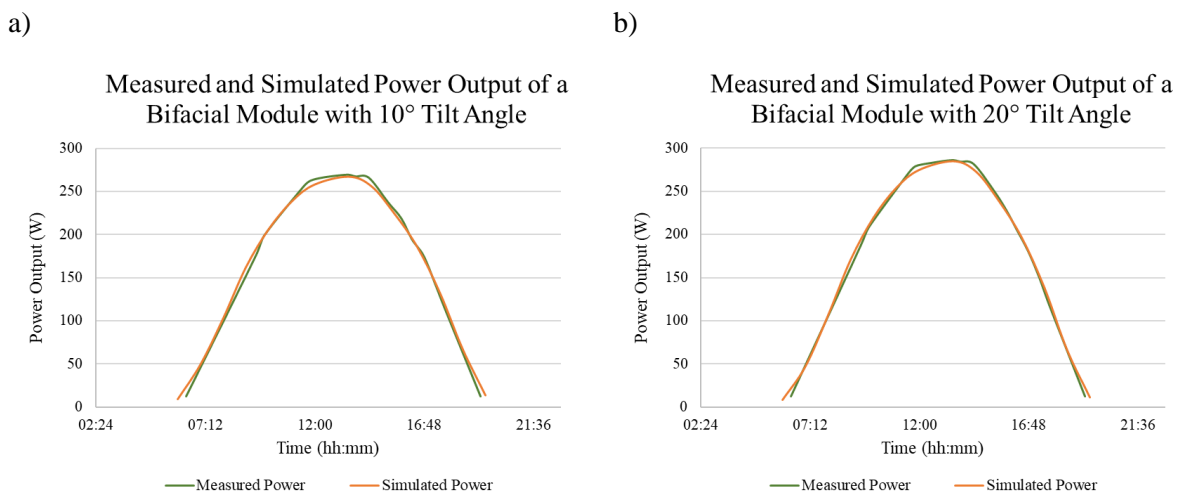 a)
Measured and Simulated Power Output of a
Bifacial Module with 10° Tilt Angle
Power Output (W)
300
250
200
150
100
50
0
02:24 07:12 12:00 16:48 21:36
Time (hh:mm)
Measured Power Simulated Power
b)
Measured and Simulated Power Output of a
Bifacial Module with 20° Tilt Angle
Power Output (W)
300
250
200
150
100
50
0
02:24 07:12 12:00 16:48 21:36
Time (hh:mm)
Measured Power Simulated Power